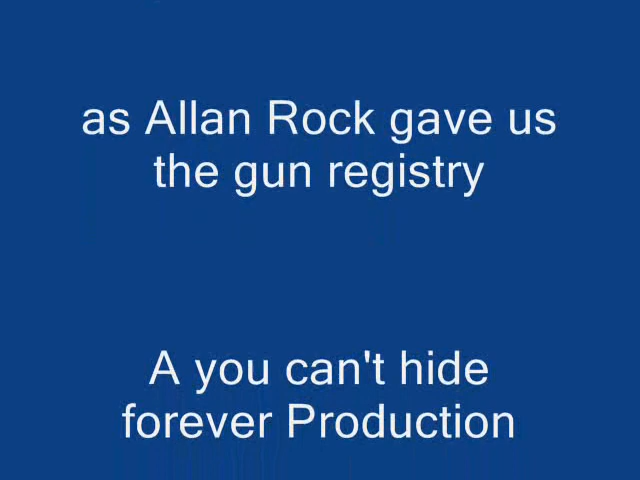 as Allan Rock gave us
the gun registry
A you can't hide
forever Production